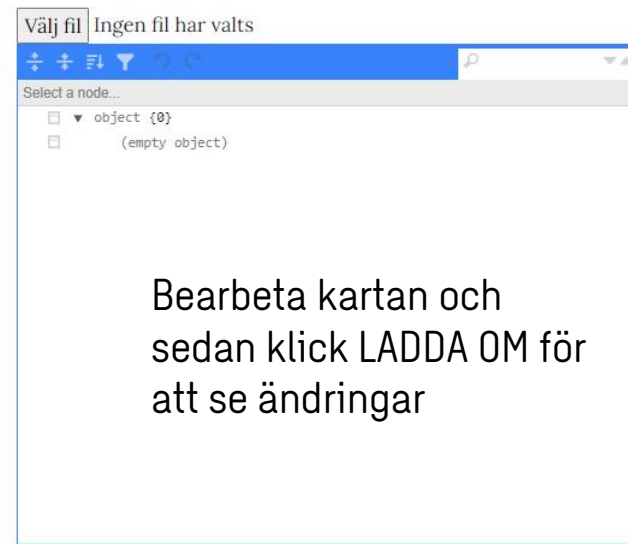 Välj fil Ingen fil har valts
Select a node...
object {0}
(empty object)
Bearbeta kartan och
sedan klick LADDA OM för
att se ändringar